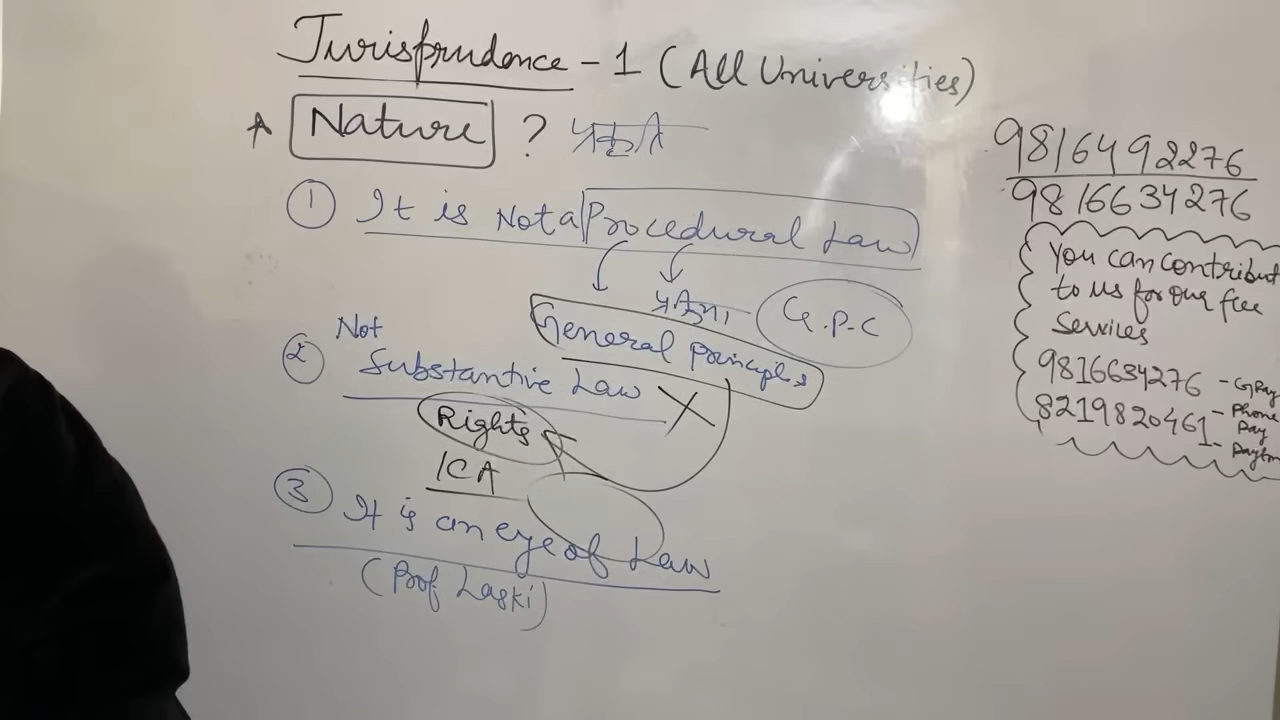 Jurisprudence - 1 (All Universities)
Nature ?
① It is Not a Procedural Law
General Principles
② Not
Substantive Law X
Rights
ICA
③ It is an eye of Law
(Prof Laski)
9816492276
9816634276
You can contribut
to us for our free
Services
9816634276 - GPay
8219820461 - Phone
Pay
- Paytm